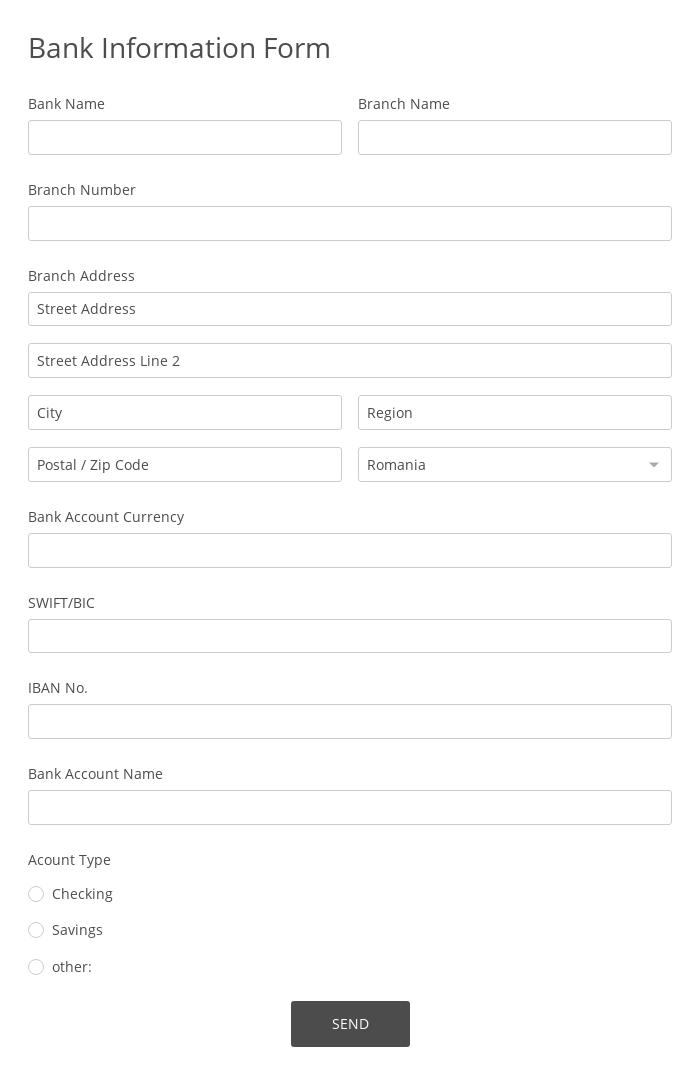 Bank Information Form
Bank Name
Branch Name
Branch Number
Branch Address
Street Address
Street Address Line 2
City
Region
Postal / Zip Code
Romania
Bank Account Currency
SWIFT/BIC
IBAN No.
Bank Account Name
Acount Type
Checking
Savings
other:
SEND